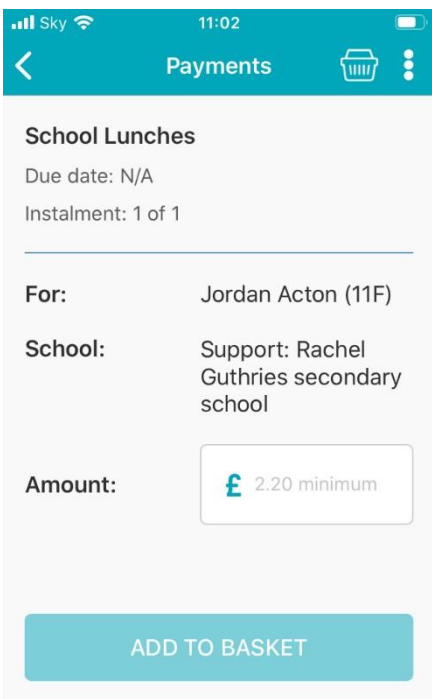 Sky 11:02
Payments
School Lunches
Due date: N/A
Instalment: 1 of 1
For: Jordan Acton (11F)
School: Support: Rachel
Guthries secondary
school
Amount: £ 2.20 minimum
ADD TO BASKET